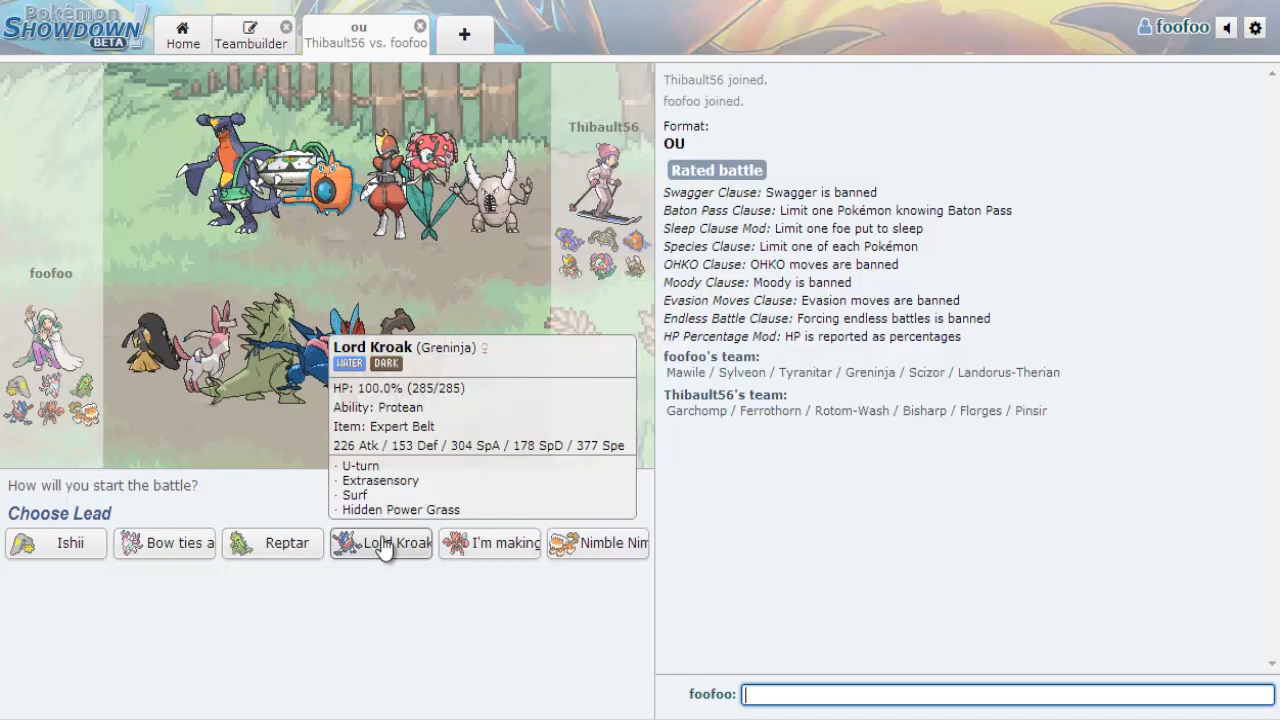 Pokémon
SHOWDOWN!
BETA
Home
Teambuilder
ou
Thibault56 vs. foofoo
+
foofoo
Thibault56
foofoo
Lord Kroak (Greninja) ♀
WATER DARK
HP: 100.0% (285/285)
Ability: Protean
Item: Expert Belt
226 Atk / 153 Def / 304 SpA / 178 SpD / 377 Spe
· U-turn
· Extrasensory
· Surf
· Hidden Power Grass
How will you start the battle?
Choose Lead
Ishii
Bow ties a
Reptar
Lord Kroak
I'm making
Nimble Nim
Thibault56 joined.
foofoo joined.
Format:
OU
Rated battle
Swagger Clause: Swagger is banned
Baton Pass Clause: Limit one Pokémon knowing Baton Pass
Sleep Clause Mod: Limit one foe put to sleep
Species Clause: Limit one of each Pokémon
OHKO Clause: OHKO moves are banned
Moody Clause: Moody is banned
Evasion Moves Clause: Evasion moves are banned
Endless Battle Clause: Forcing endless battles is banned
HP Percentage Mod: HP is reported as percentages
foofoo's team:
Mawile / Sylveon / Tyranitar / Greninja / Scizor / Landorus-Therian
Thibault56's team:
Garchomp / Ferrothorn / Rotom-Wash / Bisharp / Florges / Pinsir
foofoo: